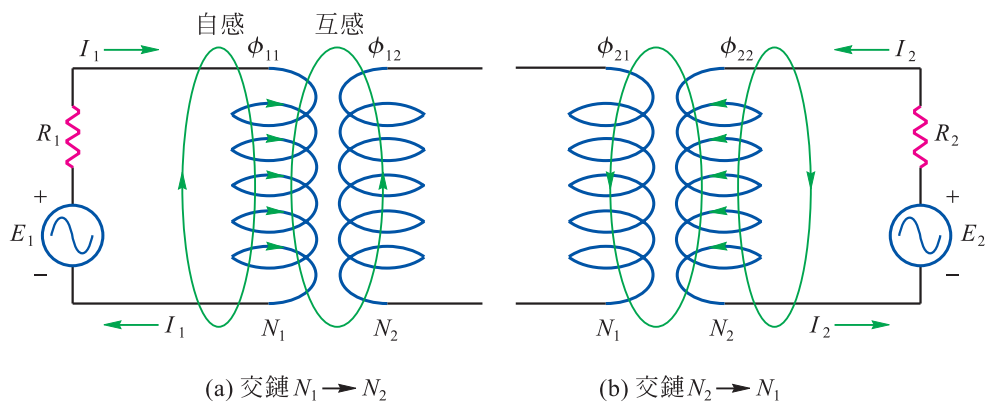 自感 互感
I₁ ϕ₁₁ ϕ₁₂ ϕ₂₁ ϕ₂₂ I₂
R₁ R₂
+ +
E₁ E₂
− −
I₁ N₁ N₂ N₁ N₂ I₂
(a) 交鏈 N₁ → N₂ (b) 交鏈 N₂ → N₁